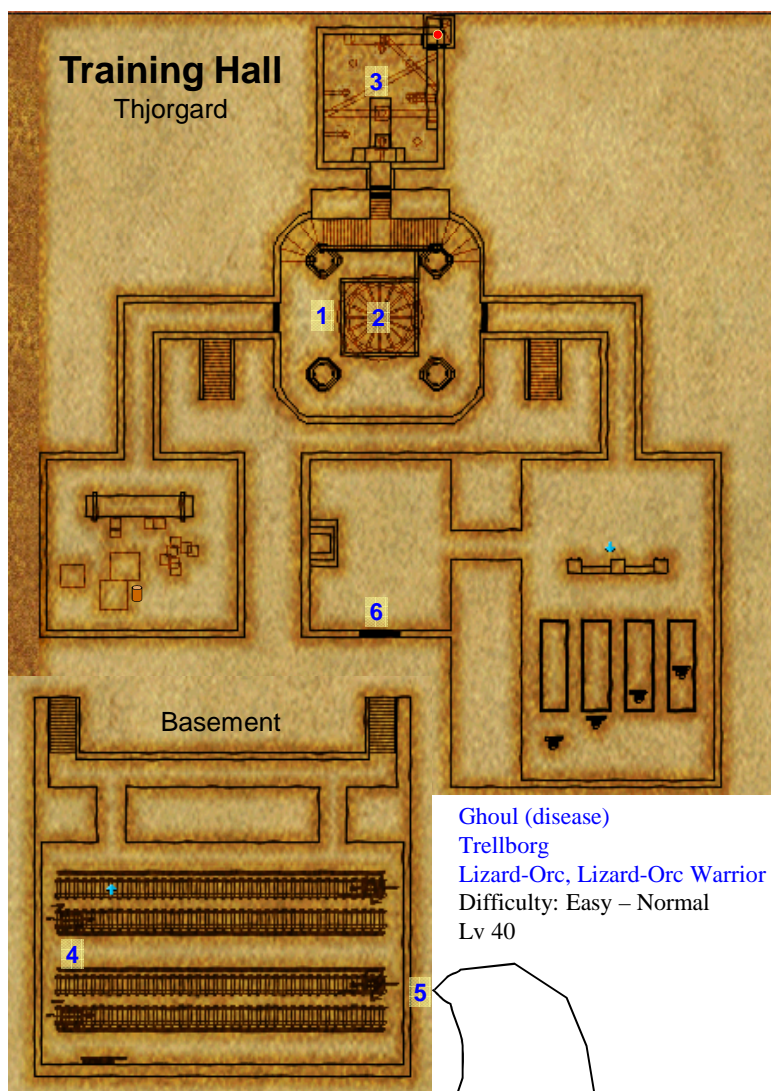 Training Hall
Thjorgard
3
1
2
6
Basement
4
5
Ghoul (disease)
Trellborg
Lizard-Orc, Lizard-Orc Warrior
Difficulty: Easy – Normal
Lv 40